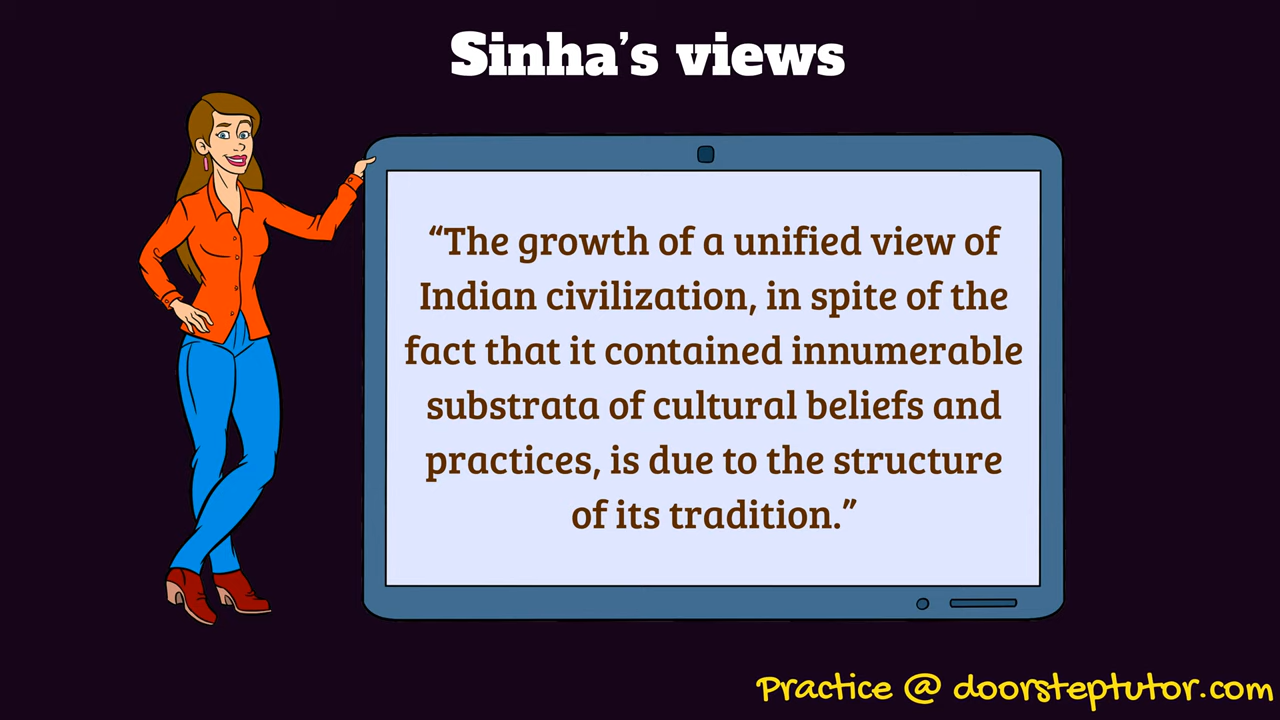 Sinha’s views
“The growth of a unified view of
Indian civilization, in spite of the
fact that it contained innumerable
substrata of cultural beliefs and
practices, is due to the structure
of its tradition.”
Practice @ doorsteptutor.com